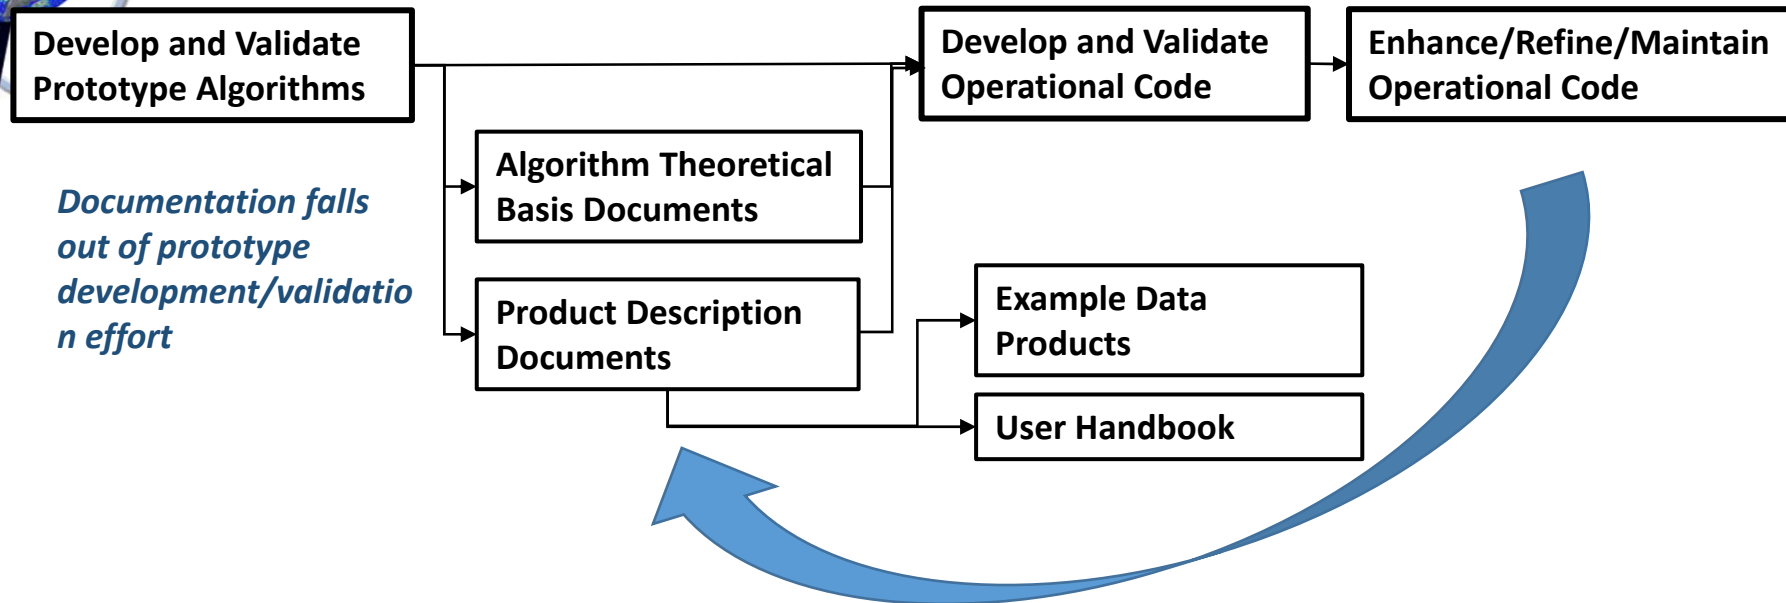 Develop and Validate
Prototype Algorithms
Develop and Validate
Operational Code
Enhance/Refine/Maintain
Operational Code
Algorithm Theoretical
Basis Documents
Documentation falls
out of prototype
development/validatio
n effort
Product Description
Documents
Example Data
Products
User Handbook